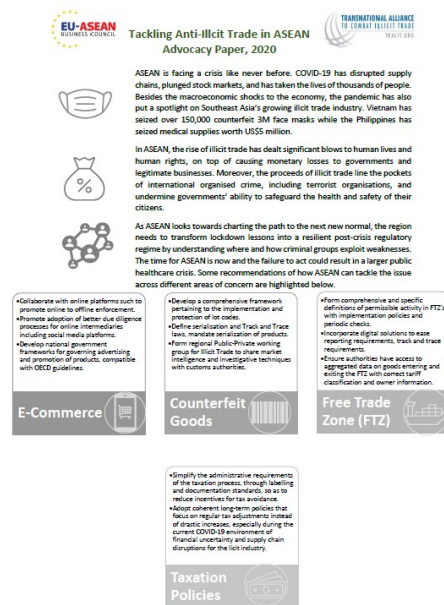 EU-ASEAN
BUSINESS COUNCIL
Tackling Anti-Illcit Trade in ASEAN
Advocacy Paper, 2020
TRANSNATIONAL ALLIANCE
TO COMBAT ILLICIT TRADE
TRACIT.ORG
ASEAN is facing a crisis like never before. COVID-19 has disrupted supply
chains, plunged stock markets, and has taken the lives of thousands of people.
Besides the macroeconomic shocks to the economy, the pandemic has also
put a spotlight on Southeast Asia's growing illicit trade industry. Vietnam has
seized over 150,000 counterfeit 3M face masks while the Philippines has
seized medical supplies worth US$5 million.
In ASEAN, the rise of illicit trade has dealt significant blows to human lives and
human rights, on top of causing monetary losses to governments and
legitimate businesses. Moreover, the proceeds of illicit trade line the pockets
of international organised crime, including terrorist organisations, and
undermine governments' ability to safeguard the health and safety of their
citizens.
As ASEAN looks towards charting the path to the next new normal, the region
needs to transform lockdown lessons into a resilient post-crisis regulatory
regime by understanding where and how criminal groups exploit weaknesses.
The time for ASEAN is now and the failure to act could result in a larger public
healthcare crisis. Some recommendations of how ASEAN can tackle the issue
across different areas of concern are highlighted below.
•Collaborate with online platforms such to
promote online to offline enforcement.
•Promote adoption of better due diligence
processes for online intermediaries
including social media platforms.
•Develop national government
frameworks for governing advertising
and promotion of products, compatible
with OECD guidelines.
E-Commerce
•Develop a comprehensive framework
pertaining to the implementation and
protection of lot codes.
•Define serialisation and Track and Trace
laws, mandate serialization of products.
•Form regional Public-Private working
group for Illicit Trade to share market
intelligence and investigative techniques
with customs authorities.
Counterfeit
Goods
•Form comprehensive and specific
definitions of permissible activity in FTZ's
with implementation policies and
periodic checks.
•Incorporate digital solutions to ease
reporting requirements, track and trace
requirements.
•Ensure authorities have access to
aggregated data on goods entering and
exiting the FTZ with correct tariff
classification and owner information.
Free Trade
Zone (FTZ)
•Simplify the administrative requirements
of the taxation process, through labelling
and documentation standards, so as to
reduce incentives for tax avoidance.
•Adopt coherent long-term policies that
focus on regular tax adjustments instead
of drastic increases, especially during the
current COVID-19 environment of
financial uncertainty and supply chain
disruptions for the licit industry.
Taxation
Policies